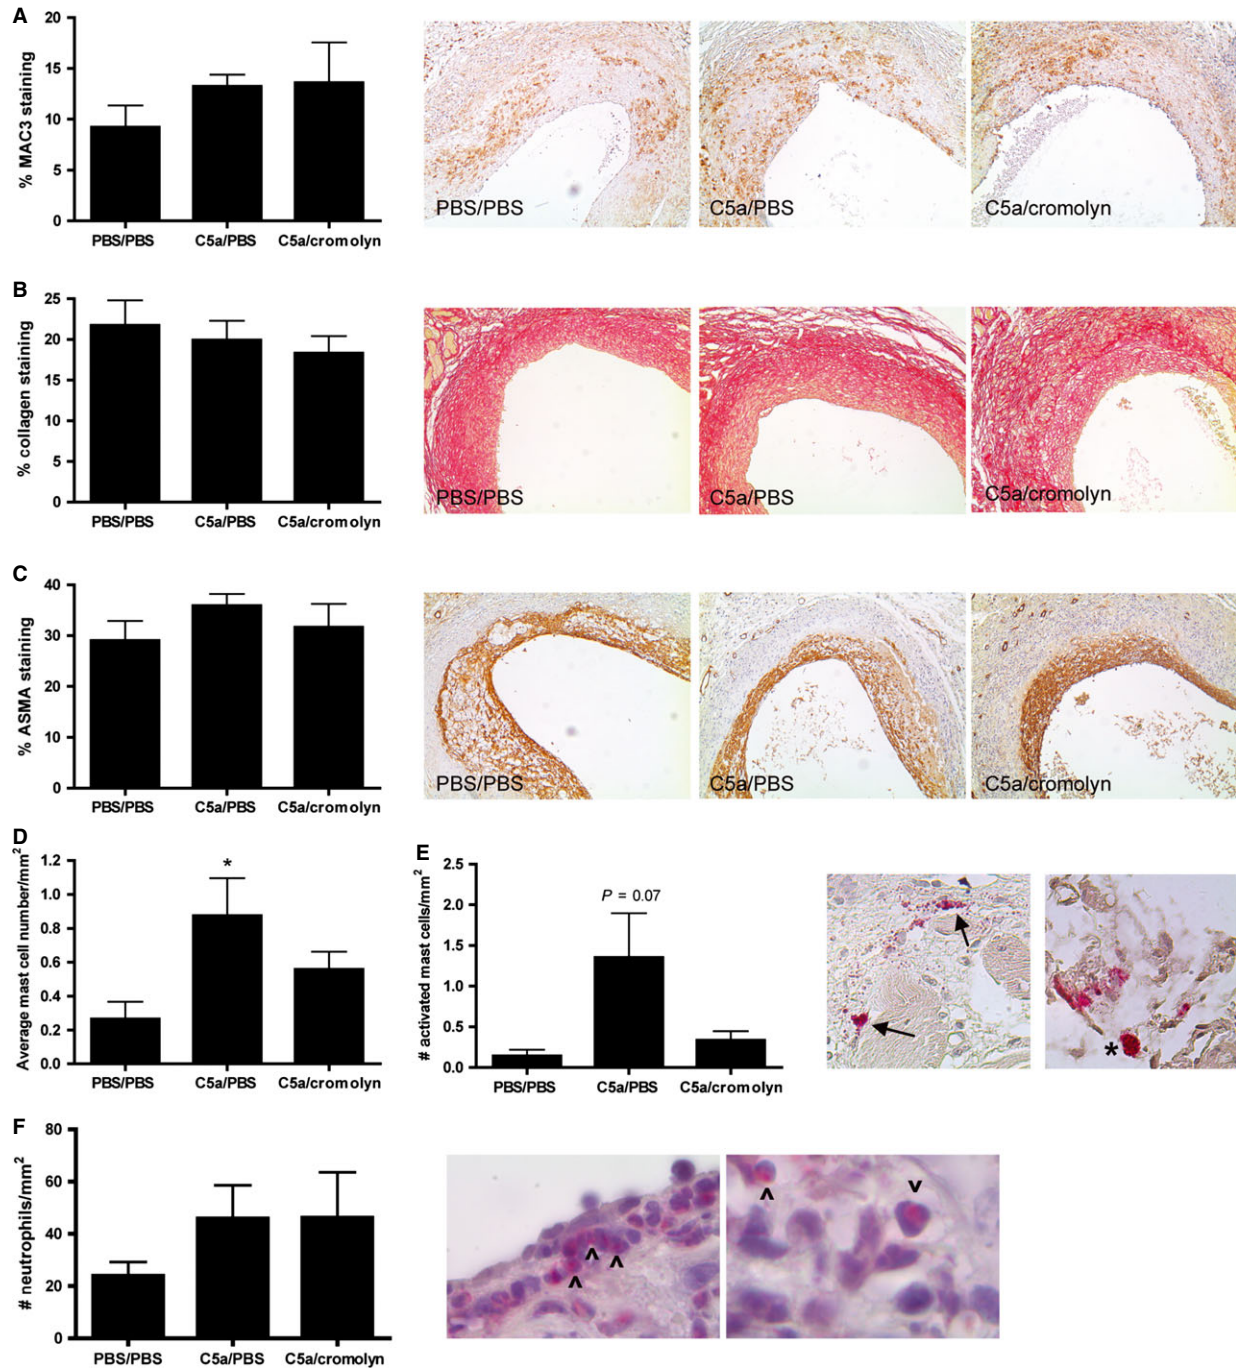 A
% MAC3 staining
20
15
10
5
0
PBS/PBS
C5a/PBS
C5a/cromolyn
PBS/PBS
C5a/PBS
C5a/cromolyn
B
% collagen staining
25
20
15
10
5
0
PBS/PBS
C5a/PBS
C5a/cromolyn
PBS/PBS
C5a/PBS
C5a/cromolyn
C
% ASMA staining
40
30
20
10
0
PBS/PBS
C5a/PBS
C5a/cromolyn
PBS/PBS
C5a/PBS
C5a/cromolyn
D
Average mast cell number/mm²
1.2
1.0
0.8
0.6
0.4
0.2
0.0
*
PBS/PBS
C5a/PBS
C5a/cromolyn
E
# activated mast cells/mm²
2.5
2.0
1.5
1.0
0.5
0.0
P = 0.07
PBS/PBS
C5a/PBS
C5a/cromolyn
*
F
# neutrophils/mm²
80
60
40
20
0
PBS/PBS
C5a/PBS
C5a/cromolyn